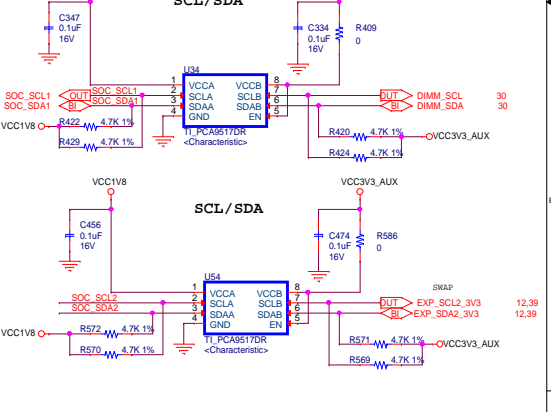 SCL/SDA
C347
0.1uF
16V
C334
0.1uF
16V
R409
0
U34
1 VCCA VCCB 8
SOC_SCL1 OUT SOC_SCL1 2 SCLA SCLB 7 OUT DIMM_SCL 30
SOC_SDA1 BI SOC_SDA1 3 SDAA SDAB 6 BI DIMM_SDA 30
4 GND EN 5
TI_PCA9517DR
<Characteristic>
VCC1V8 R422 4.7K 1%
R429 4.7K 1%
R420 4.7K 1% VCC3V3_AUX
R424 4.7K 1%
VCC1V8
VCC3V3_AUX
SCL/SDA
C456
0.1uF
16V
C474
0.1uF
16V
R586
0
U54
SWAP
1 VCCA VCCB 8
SOC_SCL2 2 SCLA SCLB 7 OUT EXP_SCL2_3V3 12,39
SOC_SDA2 3 SDAA SDAB 6 BI EXP_SDA2_3V3 12,39
4 GND EN 5
TI_PCA9517DR
<Characteristic>
VCC1V8 R572 4.7K 1%
R570 4.7K 1%
R571 4.7K 1% VCC3V3_AUX
R569 4.7K 1%